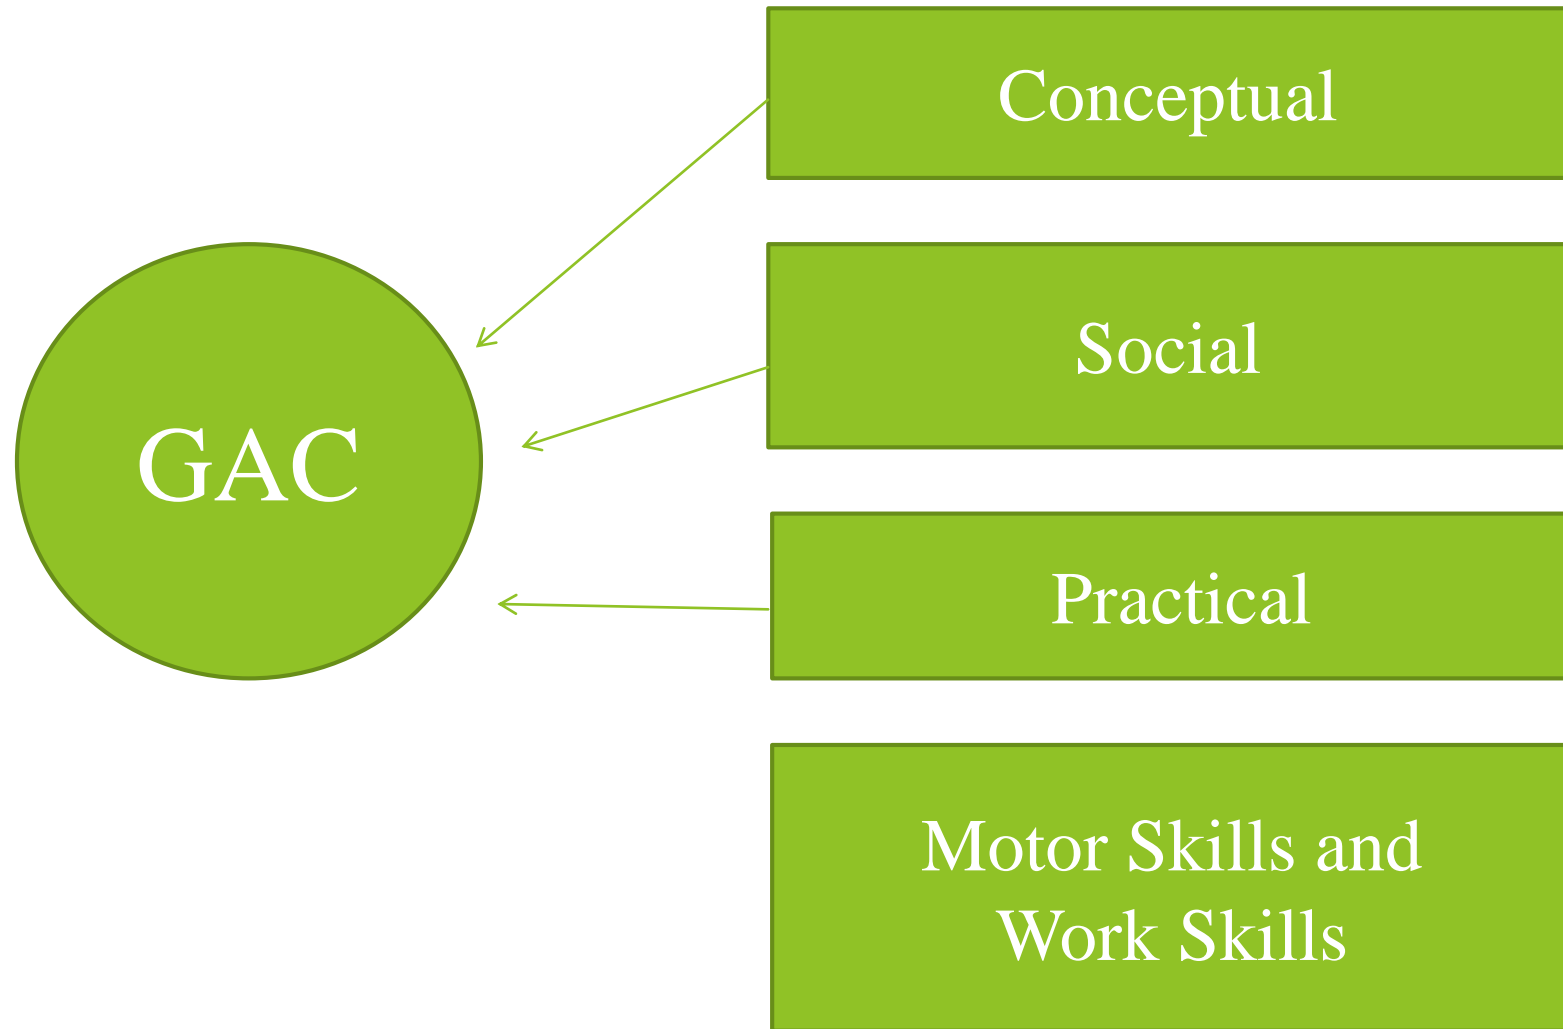 Conceptual
Social
GAC
Practical
Motor Skills and
Work Skills